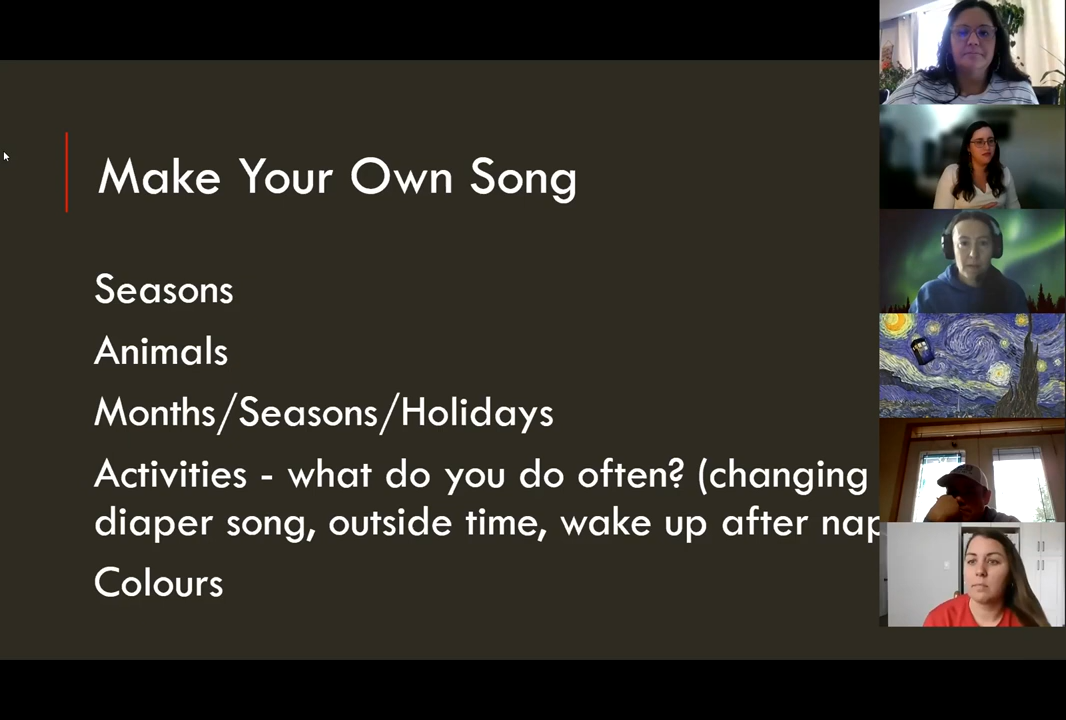 Make Your Own Song
Seasons
Animals
Months/Seasons/Holidays
Activities - what do you do often? (changing
diaper song, outside time, wake up after nap
Colours